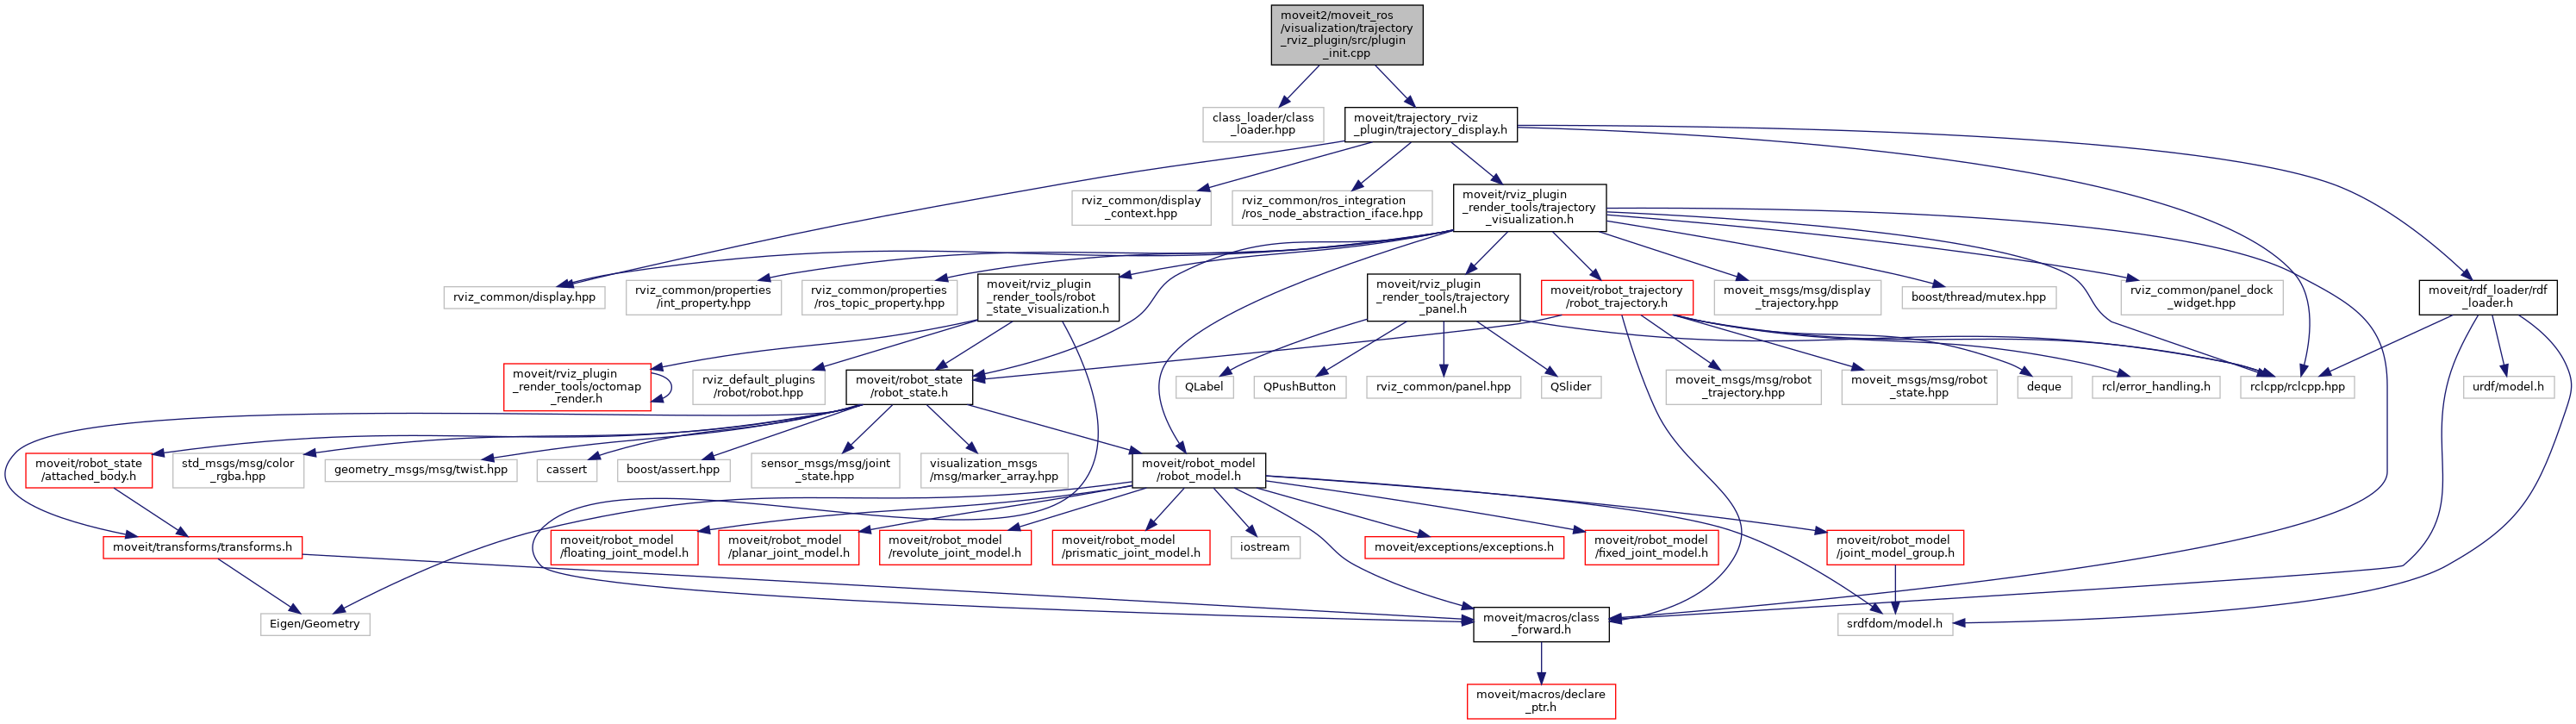 moveit2/moveit_ros
/visualization/trajectory
_rviz_plugin/src/plugin
_init.cpp
class_loader/class
_loader.hpp
moveit/trajectory_rviz
_plugin/trajectory_display.h
rviz_common/display
_context.hpp
rviz_common/ros_integration
/ros_node_abstraction_iface.hpp
moveit/rviz_plugin
_render_tools/trajectory
_visualization.h
rviz_common/display.hpp
rviz_common/properties
/int_property.hpp
rviz_common/properties
/ros_topic_property.hpp
moveit/rviz_plugin
_render_tools/robot
_state_visualization.h
moveit/rviz_plugin
_render_tools/trajectory
_panel.h
moveit/robot_trajectory
/robot_trajectory.h
moveit_msgs/msg/display
_trajectory.hpp
boost/thread/mutex.hpp
rviz_common/panel_dock
_widget.hpp
moveit/rdf_loader/rdf
_loader.h
moveit/rviz_plugin
_render_tools/octomap
_render.h
rviz_default_plugins
/robot/robot.hpp
moveit/robot_state
/robot_state.h
QLabel
QPushButton
rviz_common/panel.hpp
QSlider
moveit_msgs/msg/robot
_trajectory.hpp
moveit_msgs/msg/robot
_state.hpp
deque
rcl/error_handling.h
rclcpp/rclcpp.hpp
urdf/model.h
moveit/robot_state
/attached_body.h
std_msgs/msg/color
_rgba.hpp
geometry_msgs/msg/twist.hpp
cassert
boost/assert.hpp
sensor_msgs/msg/joint
_state.hpp
visualization_msgs
/msg/marker_array.hpp
moveit/robot_model
/robot_model.h
moveit/transforms/transforms.h
moveit/robot_model
/floating_joint_model.h
moveit/robot_model
/planar_joint_model.h
moveit/robot_model
/revolute_joint_model.h
moveit/robot_model
/prismatic_joint_model.h
iostream
moveit/exceptions/exceptions.h
moveit/robot_model
/fixed_joint_model.h
moveit/robot_model
/joint_model_group.h
Eigen/Geometry
moveit/macros/class
_forward.h
srdfdom/model.h
moveit/macros/declare
_ptr.h